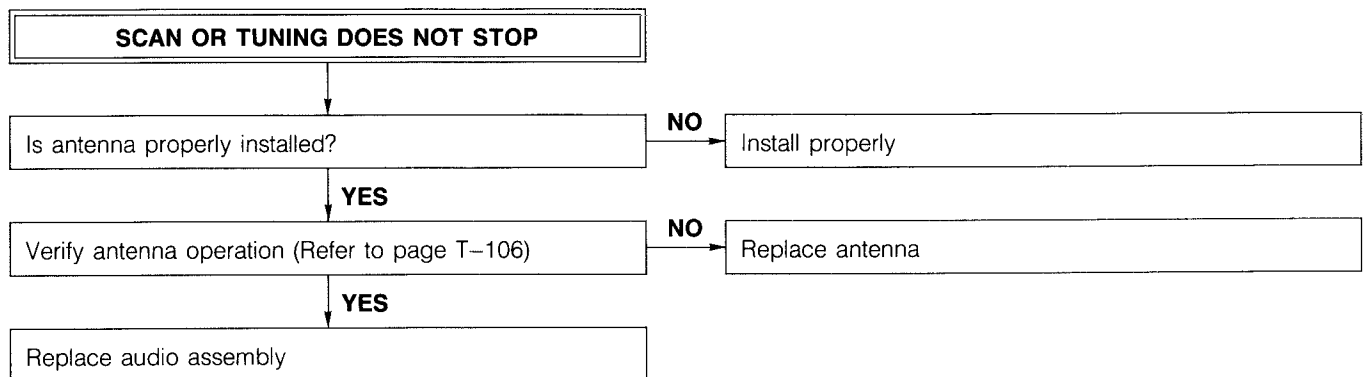 SCAN OR TUNING DOES NOT STOP
Is antenna properly installed?
NO
Install properly
YES
Verify antenna operation (Refer to page T–106)
NO
Replace antenna
YES
Replace audio assembly